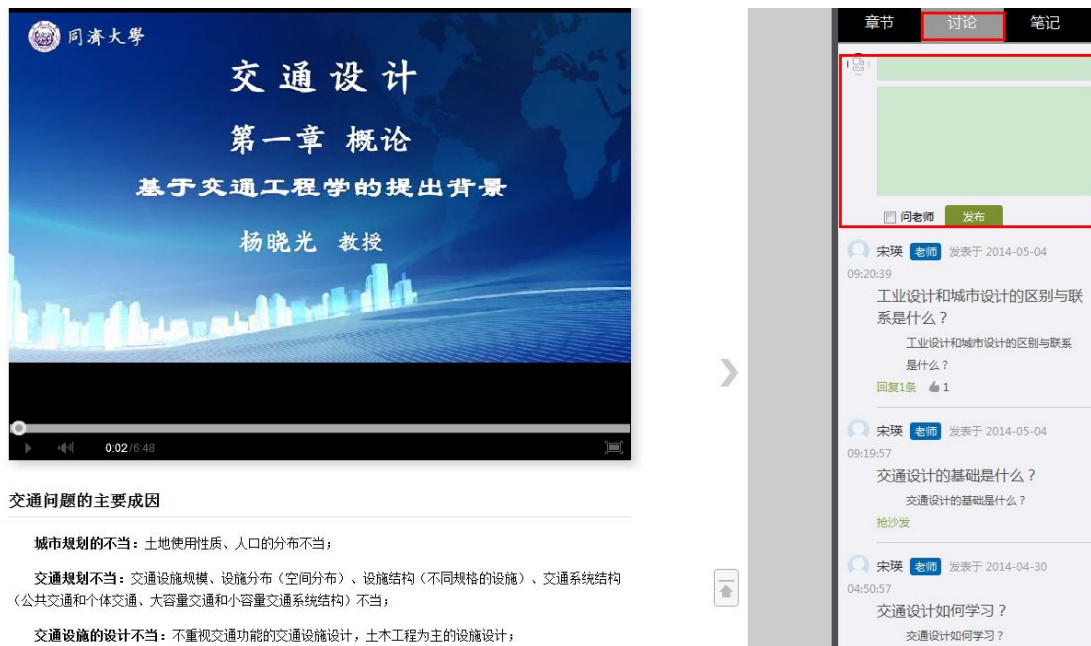 同济大学
交通设计
第一章 概论
基于交通工程学的提出背景
杨晓光 教授
0:02/6:48
交通问题的主要成因
城市规划的不当：土地使用性质、人口的分布不当；
交通规划不当：交通设施规模、设施分布（空间分布）、设施结构（不同规格的设施）、交通系统结构
（公共交通和个体交通、大容量交通和小容量交通系统结构）不当；
交通设施的设计不当：不重视交通功能的交通设施设计，土木工程为主的设施设计；
章节 讨论 笔记
问老师 发布
宋瑛 老师 发表于 2014-05-04
09:20:39
工业设计和城市设计的区别与联
系是什么？
工业设计和城市设计的区别与联系
是什么？
回复1条 1
宋瑛 老师 发表于 2014-05-04
09:19:57
交通设计的基础是什么？
交通设计的基础是什么？
抢沙发
宋瑛 老师 发表于 2014-04-30
04:50:57
交通设计如何学习？
交通设计如何学习？